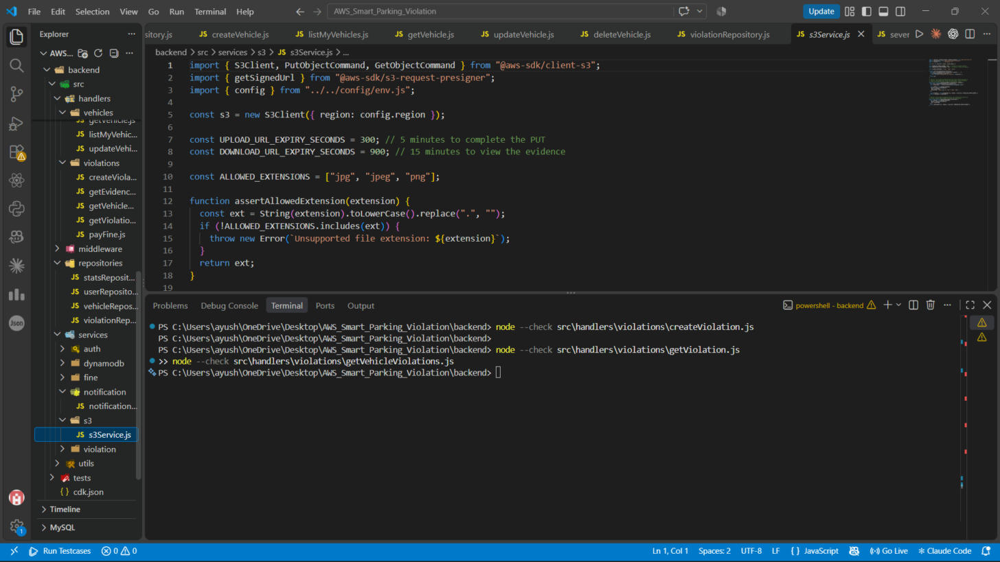 File Edit Selection View Go Run Terminal Help
AWS_Smart_Parking_Violation
Update
Explorer
AWS...
backend
src
handlers
vehicles
getVehicle.js
listMyVehic...
updateVehi...
violations
createViola...
getEvidenc...
getVehicle...
getViolatio...
payFine.js
middleware
repositories
statsReposit...
userReposito...
vehicleRepos...
violationRep...
services
auth
dynamodb
fine
notification
notification...
s3
s3Service.js
violation
utils
tests
cdk.json
Timeline
MySQL
sitory.js JS createVehicle.js JS listMyVehicles.js JS getVehicle.js JS updateVehicle.js JS deleteVehicle.js JS violationRepository.js JS s3Service.js JS sever
backend > src > services > s3 > JS s3Service.js > ...
1 import { S3Client, PutObjectCommand, GetObjectCommand } from "@aws-sdk/client-s3";
2 import { getSignedUrl } from "@aws-sdk/s3-request-presigner";
3 import { config } from "../../config/env.js";
4
5 const s3 = new S3Client({ region: config.region });
6
7 const UPLOAD_URL_EXPIRY_SECONDS = 300; // 5 minutes to complete the PUT
8 const DOWNLOAD_URL_EXPIRY_SECONDS = 900; // 15 minutes to view the evidence
9
10 const ALLOWED_EXTENSIONS = ["jpg", "jpeg", "png"];
11
12 function assertAllowedExtension(extension) {
13 const ext = String(extension).toLowerCase().replace(".", "");
14 if (!ALLOWED_EXTENSIONS.includes(ext)) {
15 throw new Error(`Unsupported file extension: ${extension}`);
16 }
17 return ext;
18 }
19
Problems Debug Console Terminal Ports Output
powershell - backend
PS C:\Users\ayush\OneDrive\Desktop\AWS_Smart_Parking_Violation\backend> node --check src\handlers\violations\createViolation.js
PS C:\Users\ayush\OneDrive\Desktop\AWS_Smart_Parking_Violation\backend>
PS C:\Users\ayush\OneDrive\Desktop\AWS_Smart_Parking_Violation\backend> node --check src\handlers\violations\getViolation.js
>> node --check src\handlers\violations\getVehicleViolations.js
PS C:\Users\ayush\OneDrive\Desktop\AWS_Smart_Parking_Violation\backend>
Json
1
Run Testcases 0 0 Ln 1, Col 1 Spaces: 2 UTF-8 LF { } JavaScript Go Live Claude Code